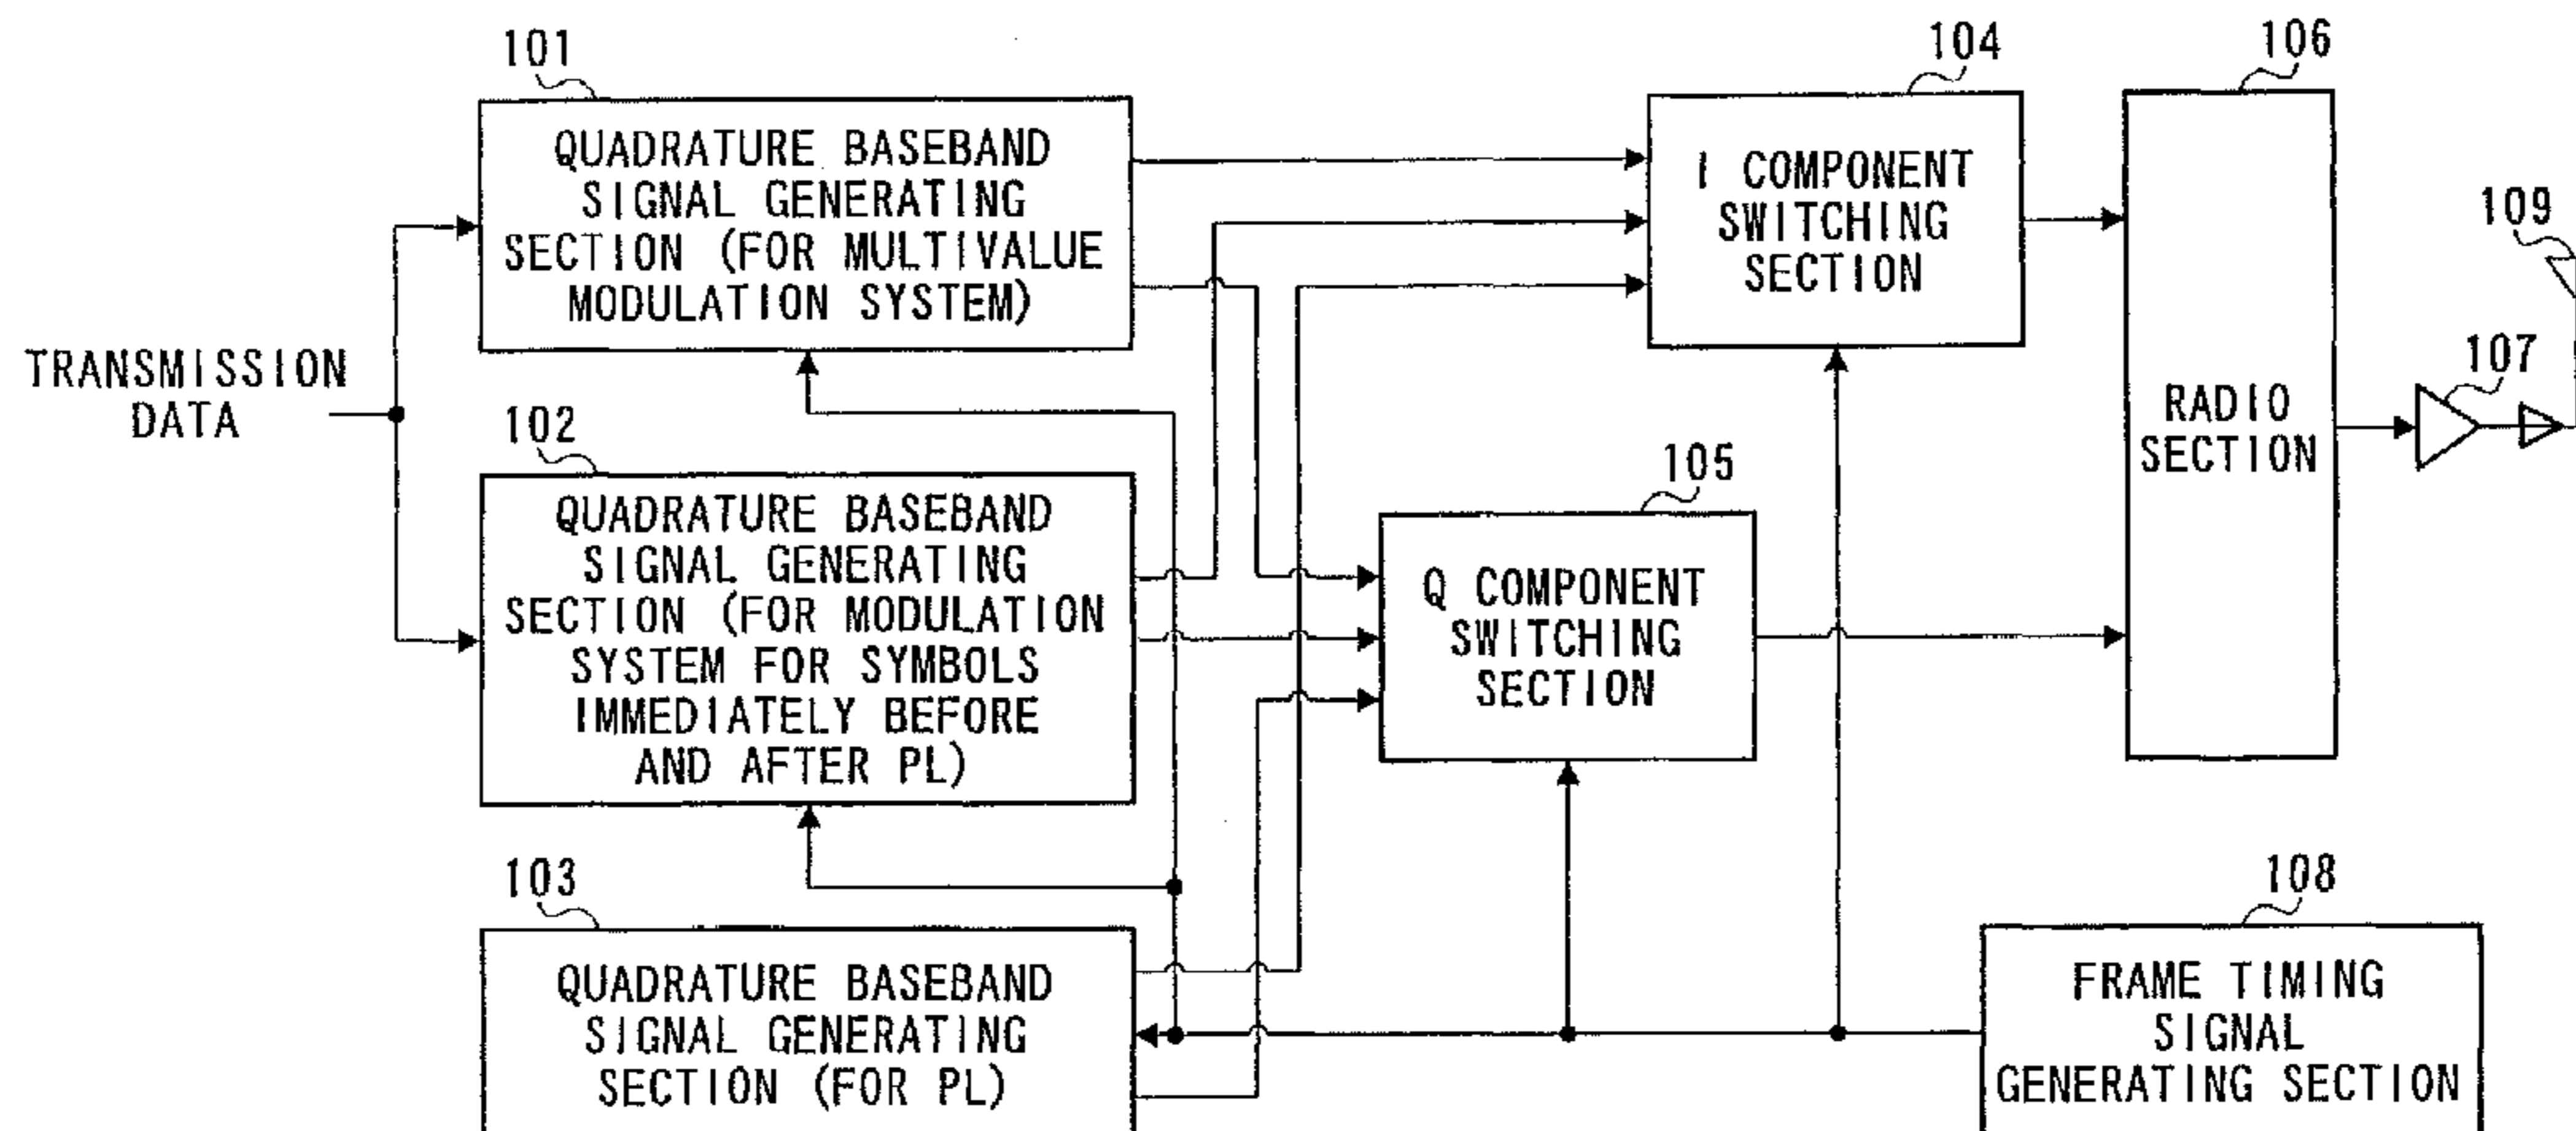 101
QUADRATURE BASEBAND
SIGNAL GENERATING
SECTION (FOR MULTIVALUE
MODULATION SYSTEM)
104
I COMPONENT
SWITCHING
SECTION
106
RADIO
SECTION
109
107
TRANSMISSION
DATA
102
QUADRATURE BASEBAND
SIGNAL GENERATING
SECTION (FOR MODULATION
SYSTEM FOR SYMBOLS
IMMEDIATELY BEFORE
AND AFTER PL)
105
Q COMPONENT
SWITCHING
SECTION
103
QUADRATURE BASEBAND
SIGNAL GENERATING
SECTION (FOR PL)
108
FRAME TIMING
SIGNAL
GENERATING SECTION